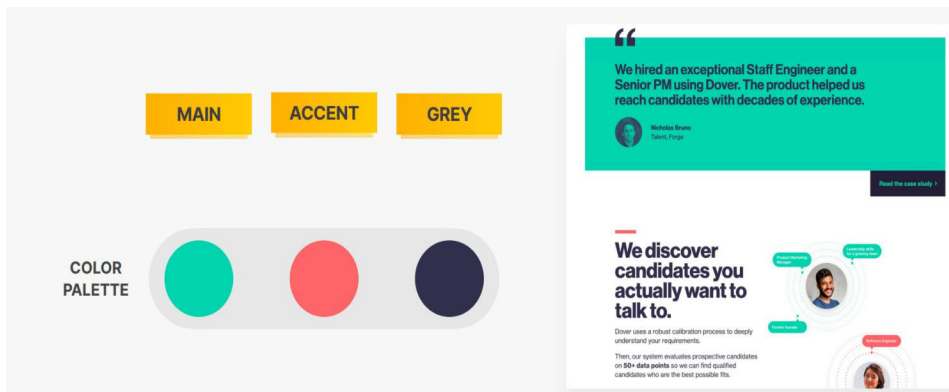 MAIN
ACCENT
GREY
COLOR
PALETTE
“
We hired an exceptional Staff Engineer and a
Senior PM using Dover. The product helped us
reach candidates with decades of experience.
Nicholas Bruno
Talent, Forge
Read the case study >
We discover
candidates you
actually want to
talk to.
Dover uses a robust calibration process to deeply
understand your requirements.
Then, our system evaluates prospective candidates
on 50+ data points so we can find qualified
candidates who are the best possible fits.
Product Marketing
Manager
Leadership skills
for a growing team
Former founder
Software Engineer